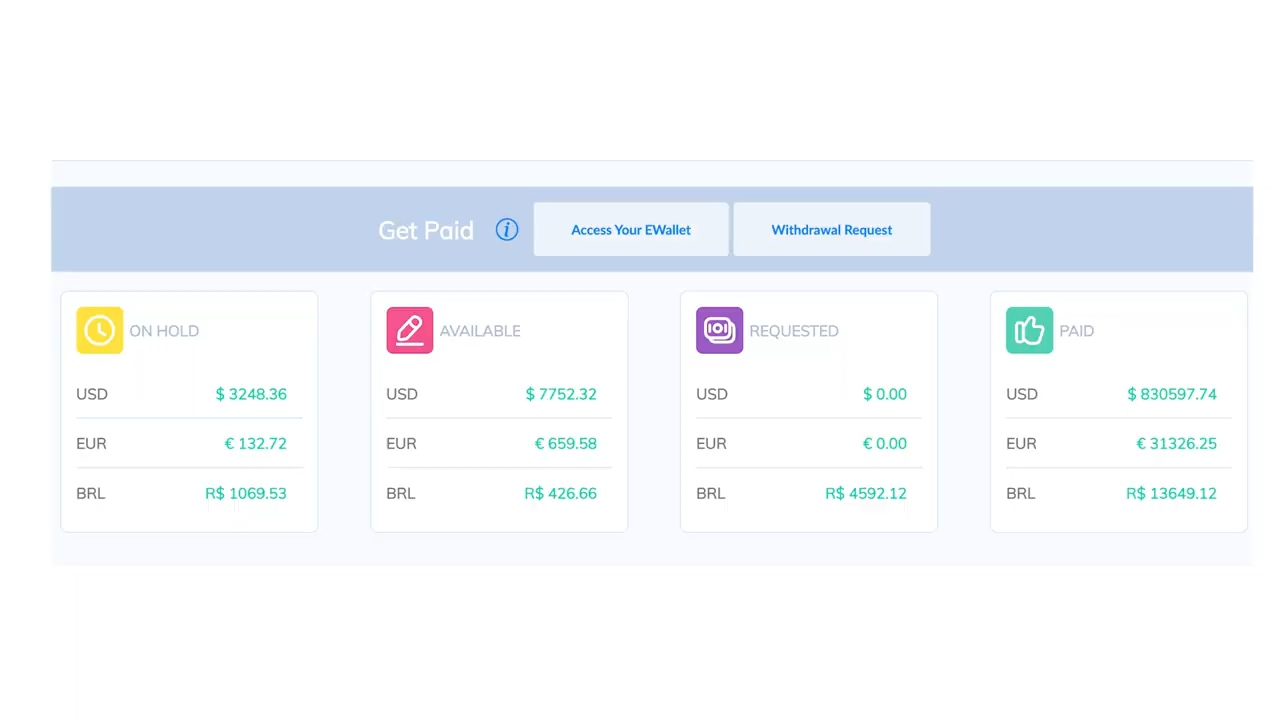 Get Paid i Access Your EWallet Withdrawal Request
ON HOLD
USD $ 3248.36
EUR € 132.72
BRL R$ 1069.53
AVAILABLE
USD $ 7752.32
EUR € 659.58
BRL R$ 426.66
REQUESTED
USD $ 0.00
EUR € 0.00
BRL R$ 4592.12
PAID
USD $ 830597.74
EUR € 31326.25
BRL R$ 13649.12